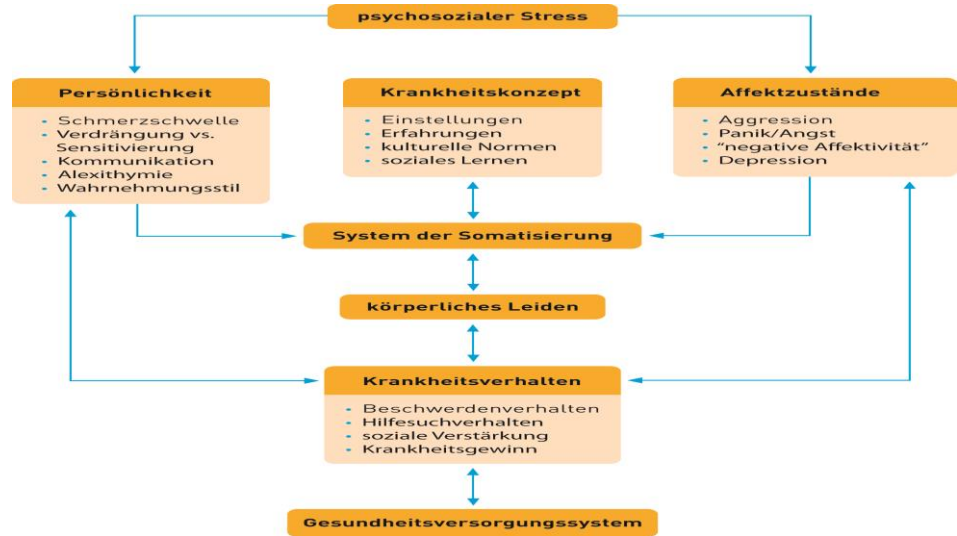 psychosozialer Stress
Persönlichkeit
• Schmerzschwelle
• Verdrängung vs.
Sensitivierung
• Kommunikation
• Alexithymie
• Wahrnehmungsstil
Krankheitskonzept
• Einstellungen
• Erfahrungen
• kulturelle Normen
• soziales Lernen
Affektzustände
• Aggression
• Panik/Angst
• “negative Affektivität”
• Depression
System der Somatisierung
körperliches Leiden
Krankheitsverhalten
• Beschwerdenverhalten
• Hilfesuchverhalten
• soziale Verstärkung
• Krankheitsgewinn
Gesundheitsversorgungssystem